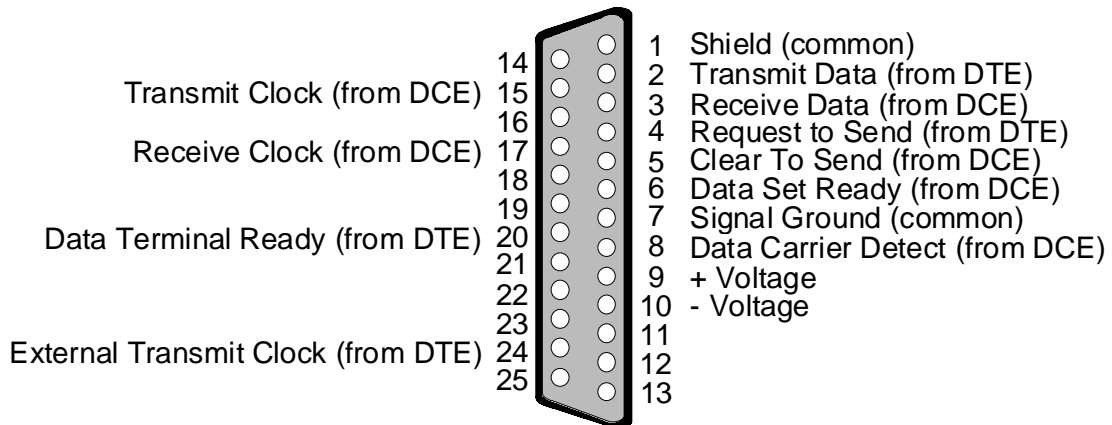 14
Transmit Clock (from DCE) 15
16
Receive Clock (from DCE) 17
18
19
Data Terminal Ready (from DTE) 20
21
22
23
External Transmit Clock (from DTE) 24
25
1 Shield (common)
2 Transmit Data (from DTE)
3 Receive Data (from DCE)
4 Request to Send (from DTE)
5 Clear To Send (from DCE)
6 Data Set Ready (from DCE)
7 Signal Ground (common)
8 Data Carrier Detect (from DCE)
9 + Voltage
10 - Voltage
11
12
13